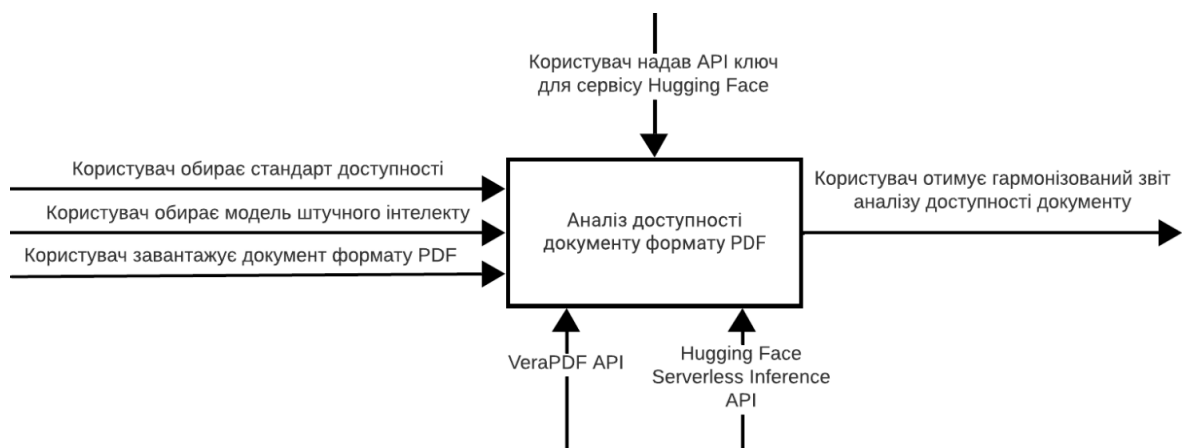 Користувач надав API ключ
для сервісу Hugging Face
Користувач обирає стандарт доступності
Користувач обирає модель штучного інтелекту
Користувач завантажує документ формату PDF
Аналіз доступності
документу формату PDF
Користувач отимує гармонізований звіт
аналізу доступності документу
VeraPDF API
Hugging Face
Serverless Inference
API